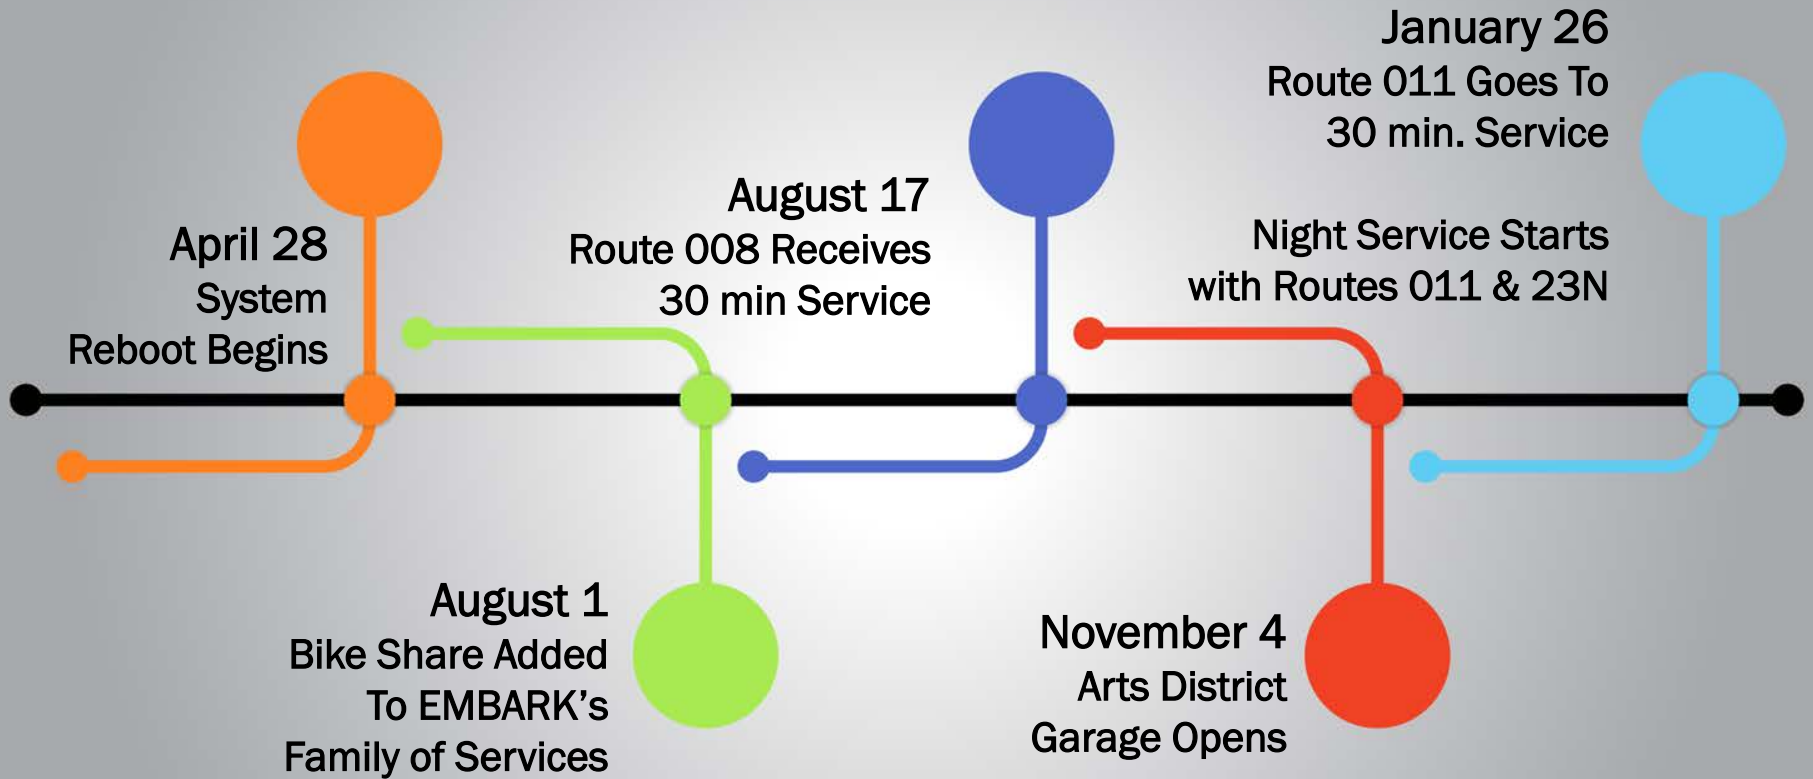 April 28
System
Reboot Begins
August 1
Bike Share Added
To EMBARK’s
Family of Services
August 17
Route 008 Receives
30 min Service
November 4
Arts District
Garage Opens
January 26
Route 011 Goes To
30 min. Service
Night Service Starts
with Routes 011 & 23N